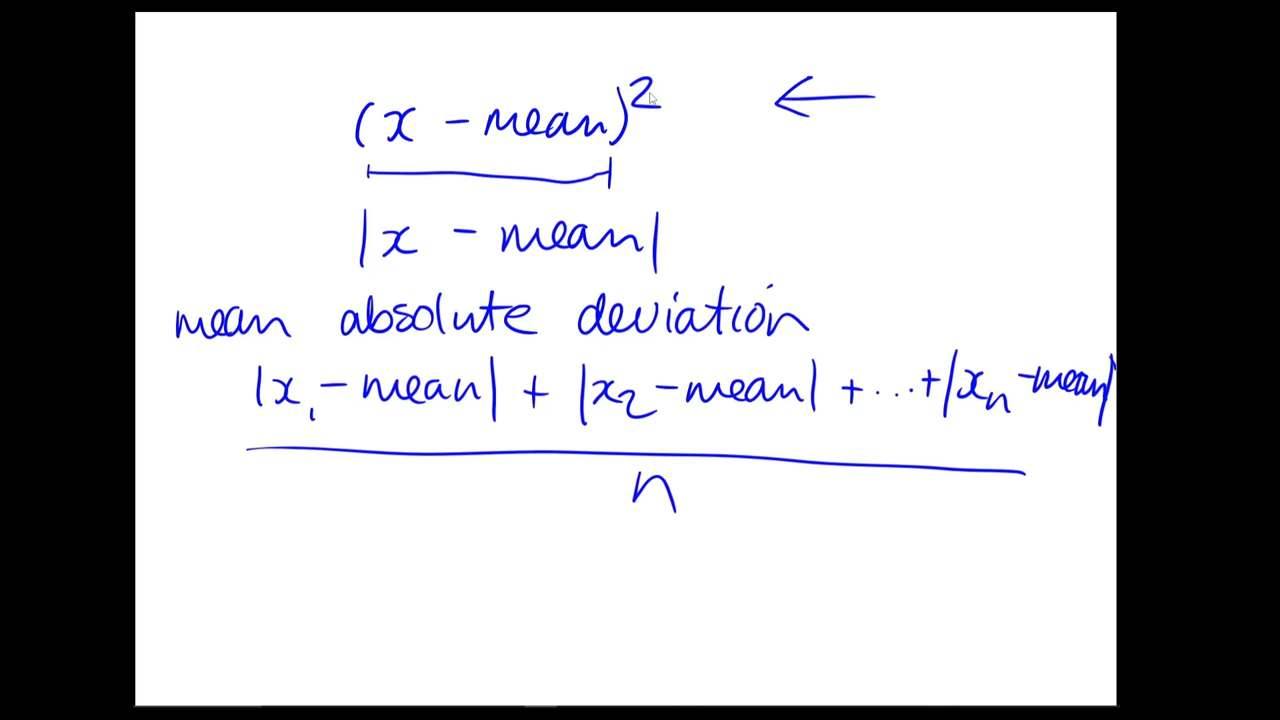 (x - mean)²
|x - mean|
mean absolute deviation
|x₁ - mean| + |x₂ - mean| + ... + |xₙ - mean|
n